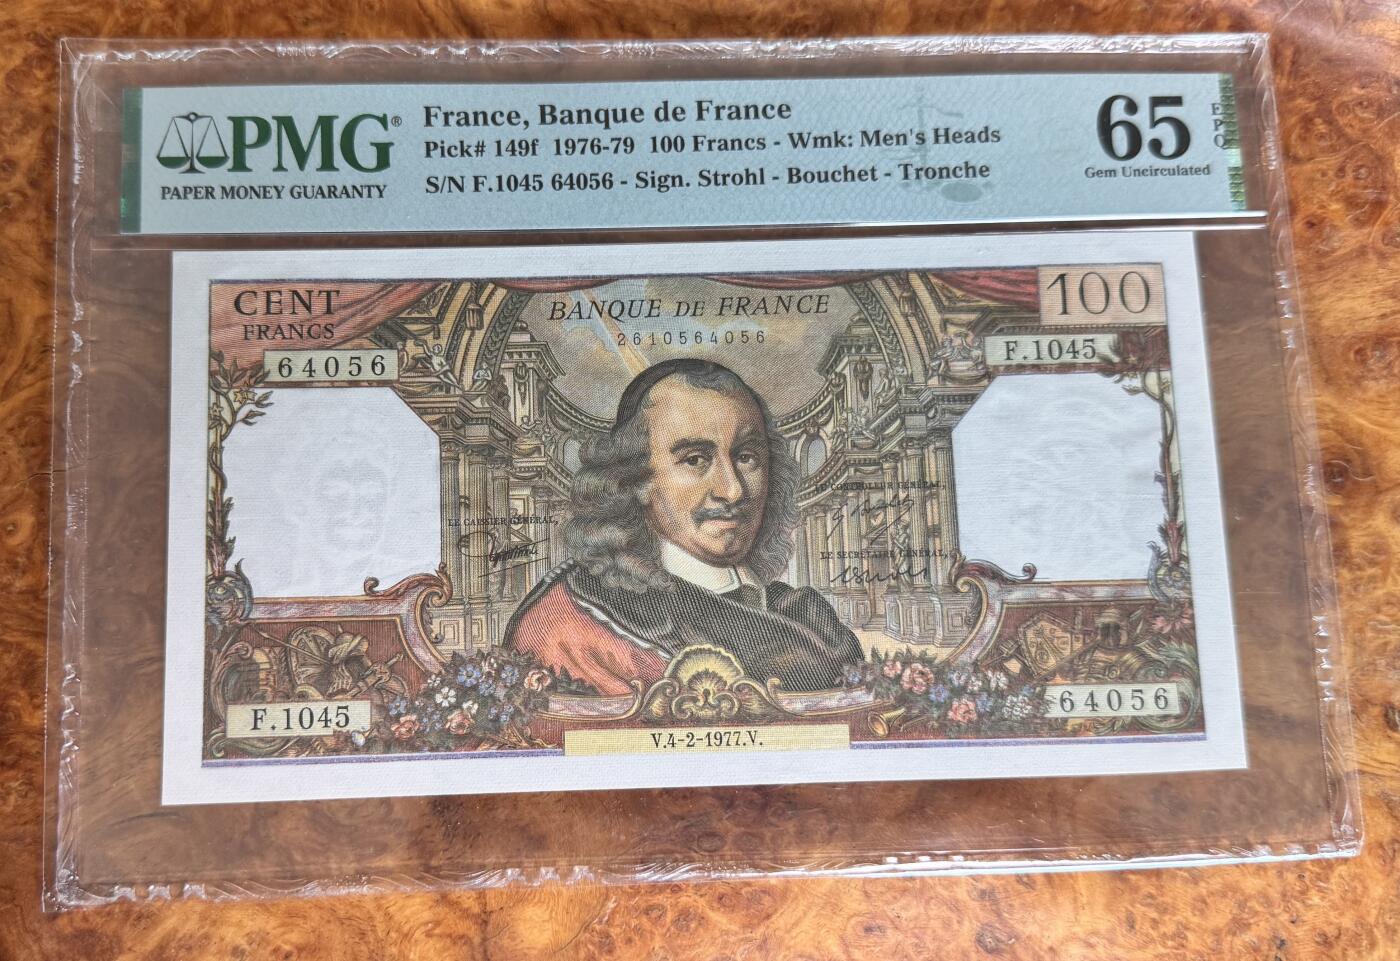 PMG®
PAPER MONEY GUARANTY
France, Banque de France
Pick# 149f 1976-79 100 Francs - Wmk: Men's Heads
S/N F.1045 64056 - Sign. Strohl - Bouchet - Tronche
65
EPQ
Gem Uncirculated
CENT
FRANCS
BANQUE DE FRANCE
100
2610564056
64056
F.1045
LE CONTROLEUR GÉNÉRAL,
LE CAISSIER GÉNÉRAL,
LE SECRÉTAIRE GÉNÉRAL,
F.1045
64056
V.4-2-1977.V.